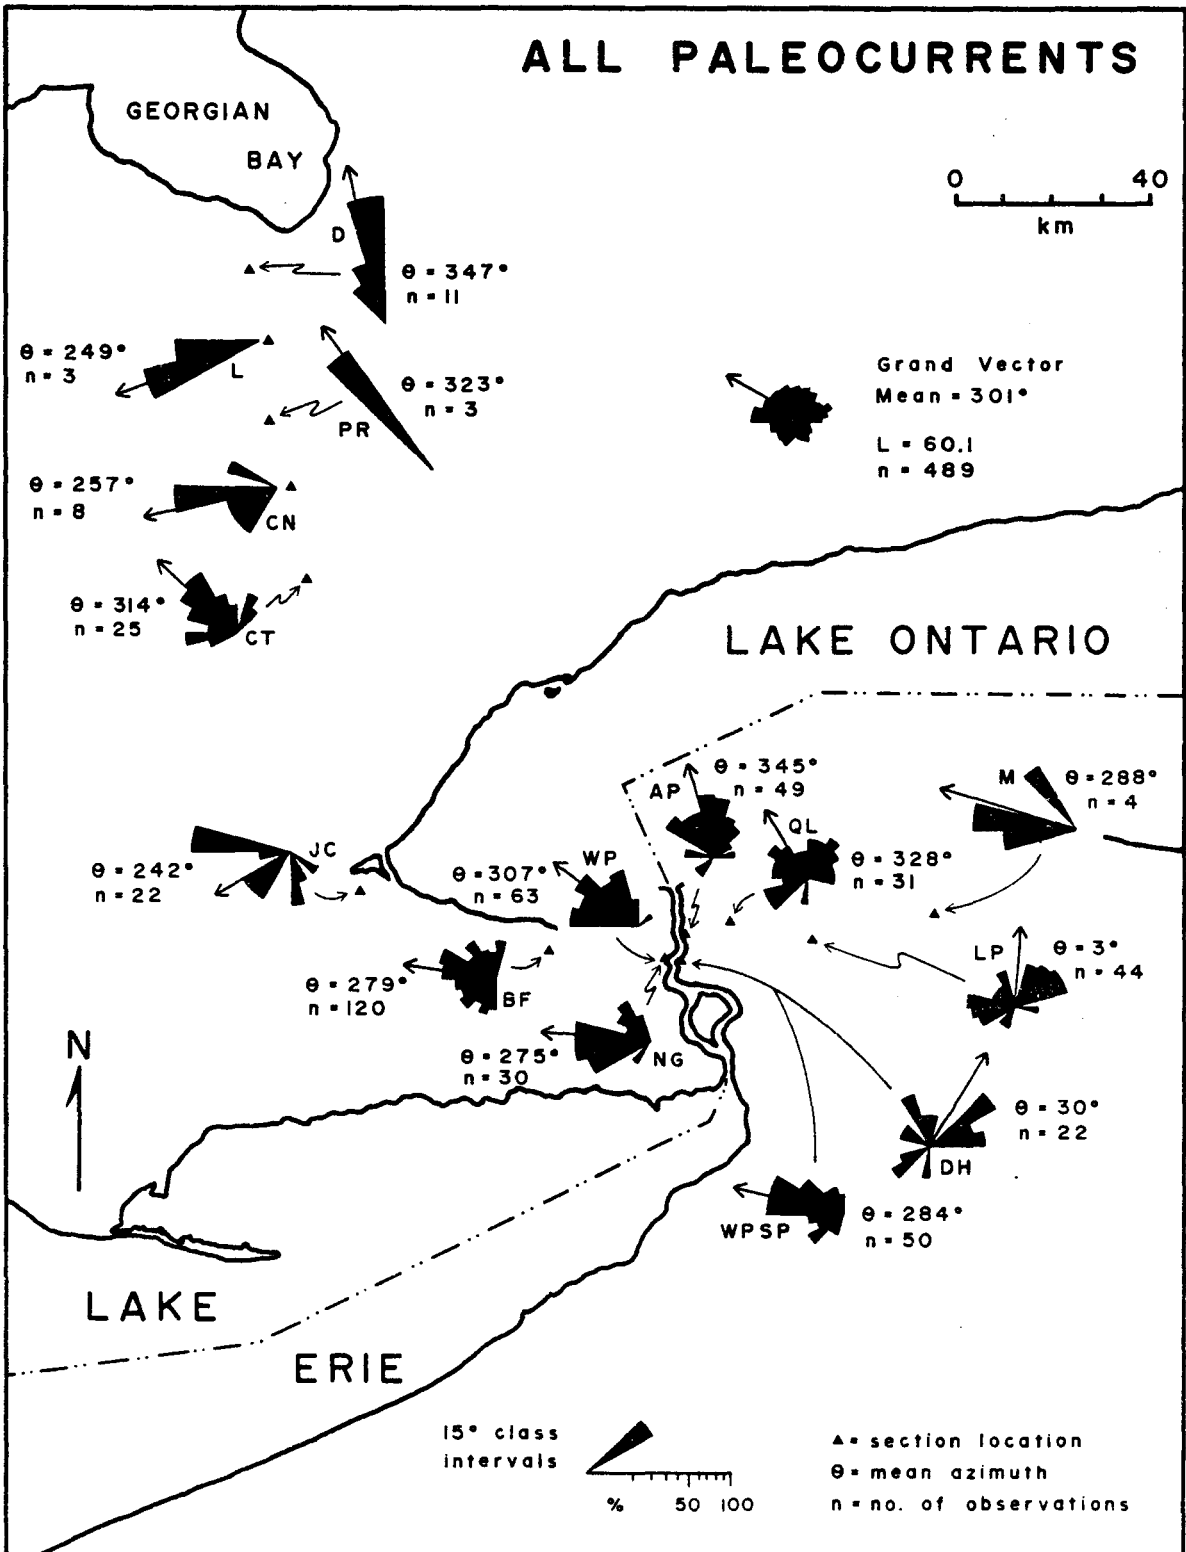 ALL PALEOCURRENTS
GEORGIAN
BAY
0 40
km
D
θ = 347°
n = 11
θ = 249°
n = 3
L
θ = 323°
n = 3
PR
Grand Vector
Mean = 301°
L = 60.1
n = 489
θ = 257°
n = 8
CN
θ = 314°
n = 25
CT
LAKE ONTARIO
AP
θ = 345°
n = 49
M
θ = 288°
n = 4
QL
θ = 328°
n = 31
JC
θ = 242°
n = 22
WP
θ = 307°
n = 63
LP
θ = 3°
n = 44
θ = 279°
n = 120
BF
N
θ = 275°
n = 30
NG
θ = 30°
n = 22
DH
WPSP
θ = 284°
n = 50
LAKE
ERIE
15° class
intervals
% 50 100
▲ = section location
θ = mean azimuth
n = no. of observations